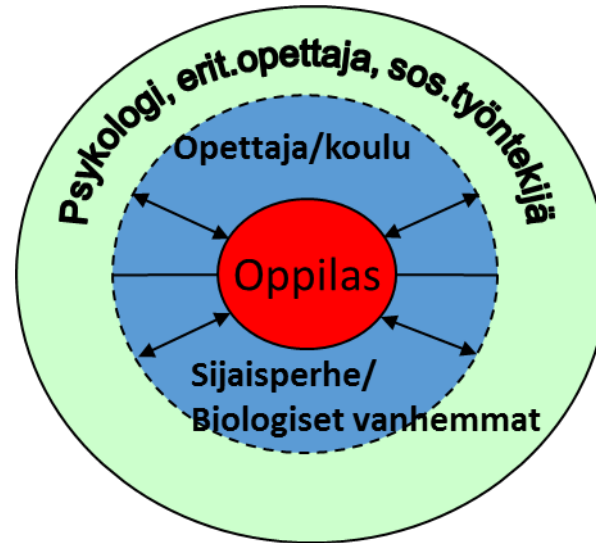 Psykologi, erit.opettaja, sos.työntekijä
Opettaja/koulu
Oppilas
Sijaisperhe/
Biologiset vanhemmat